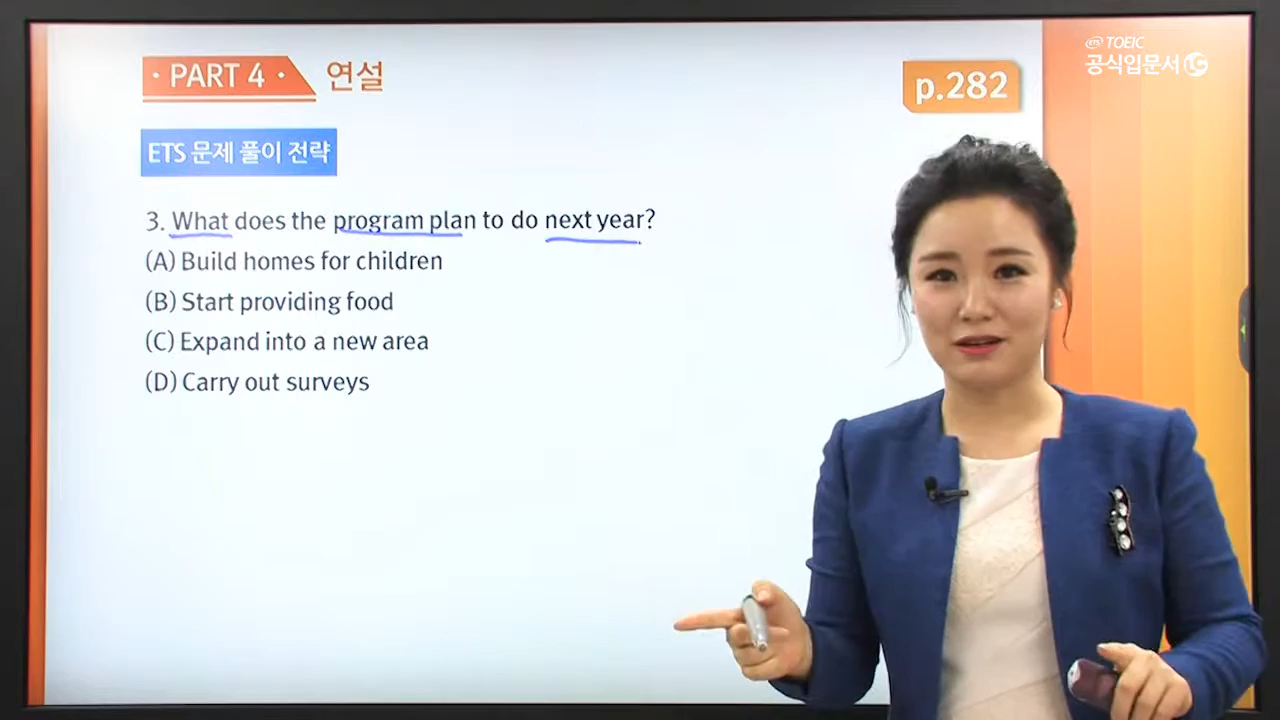 · PART 4 · 연설
p.282
ETS TOEIC
공식입문서 LC
ETS 문제 풀이 전략
3. What does the program plan to do next year?
(A) Build homes for children
(B) Start providing food
(C) Expand into a new area
(D) Carry out surveys